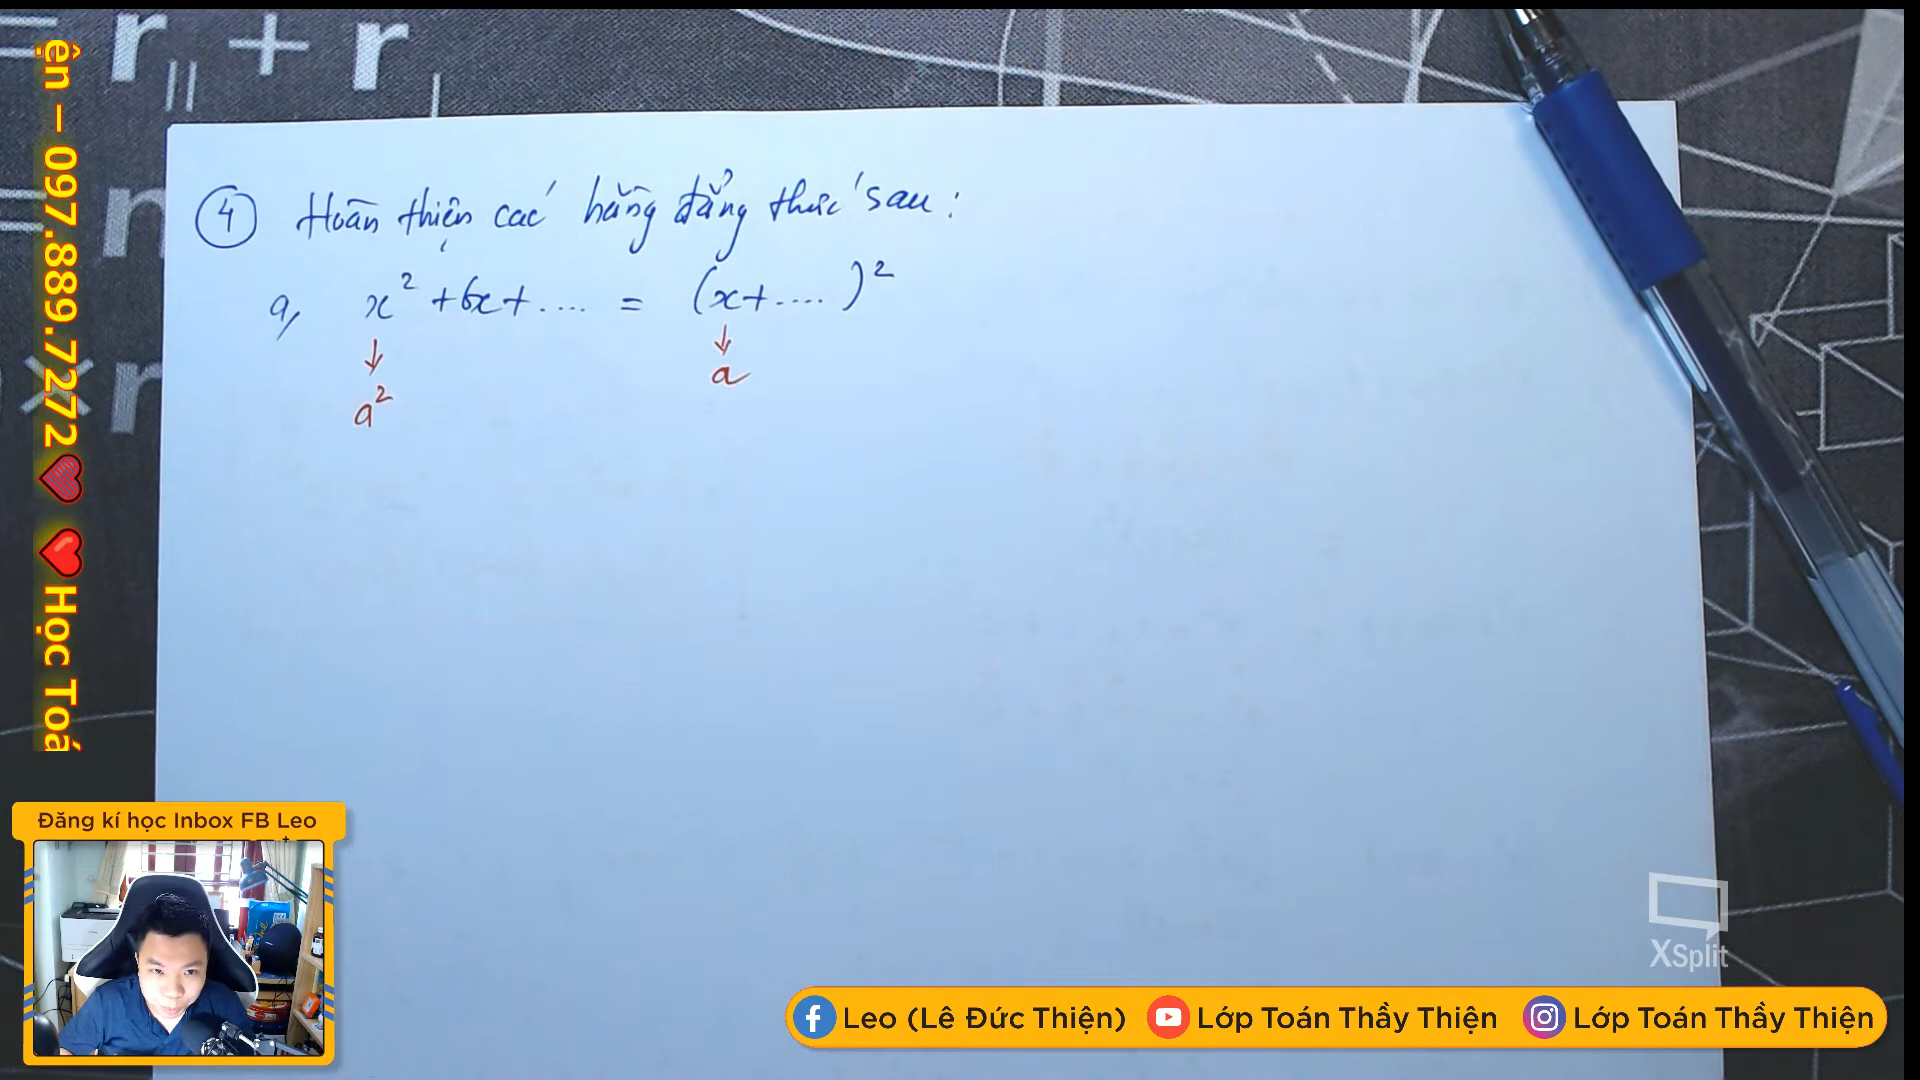 =r|| + r|
ện – 097.889.7272❤️ ❤️Học Toá
④ Hoàn thiện các hằng đẳng thức sau:
a, x² + 6x + .... = (x + ....)²
↓ ↓
a² a
Đăng kí học Inbox FB Leo
XSplit
Leo (Lê Đức Thiện) Lớp Toán Thầy Thiện Lớp Toán Thầy Thiện